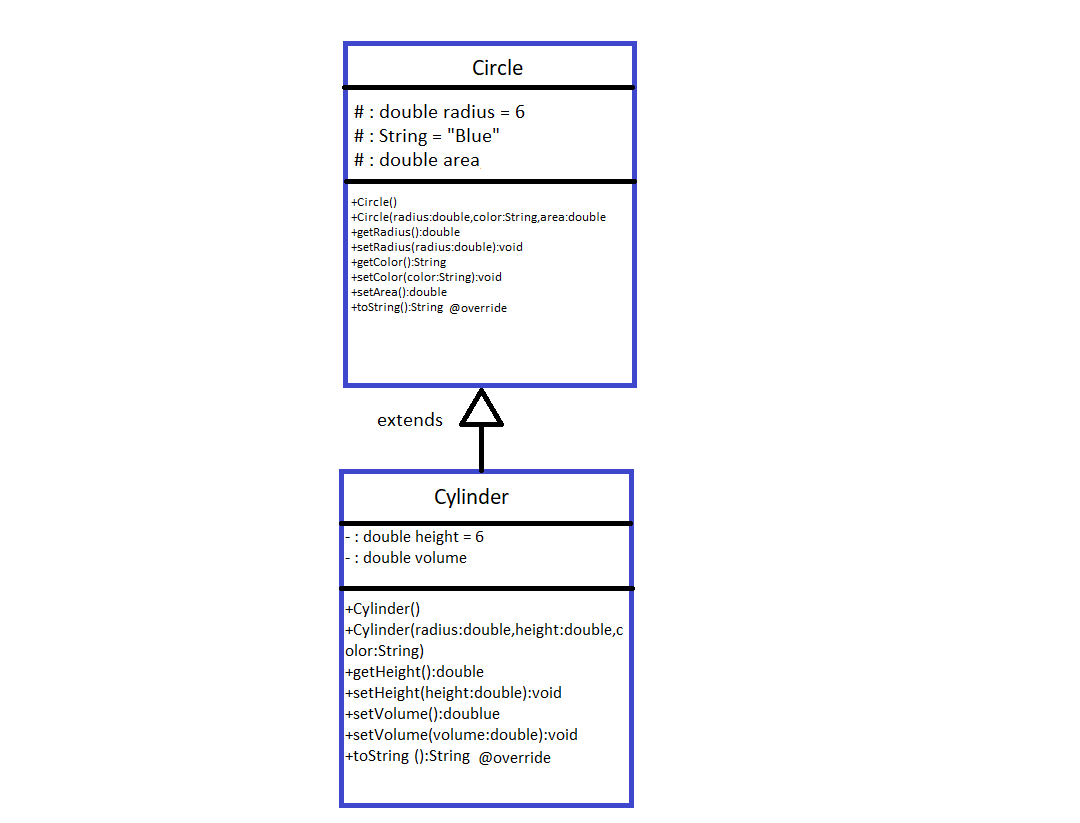 Circle
# : double radius = 6
# : String = "Blue"
# : double area
+Circle()
+Circle(radius:double,color:String,area:double
+getRadius():double
+setRadius(radius:double):void
+getColor():String
+setColor(color:String):void
+setArea():double
+toString():String @override
extends
Cylinder
- : double height = 6
- : double volume
+Cylinder()
+Cylinder(radius:double,height:double,c
olor:String)
+getHeight():double
+setHeight(height:double):void
+setVolume():doublue
+setVolume(volume:double):void
+toString ():String @override